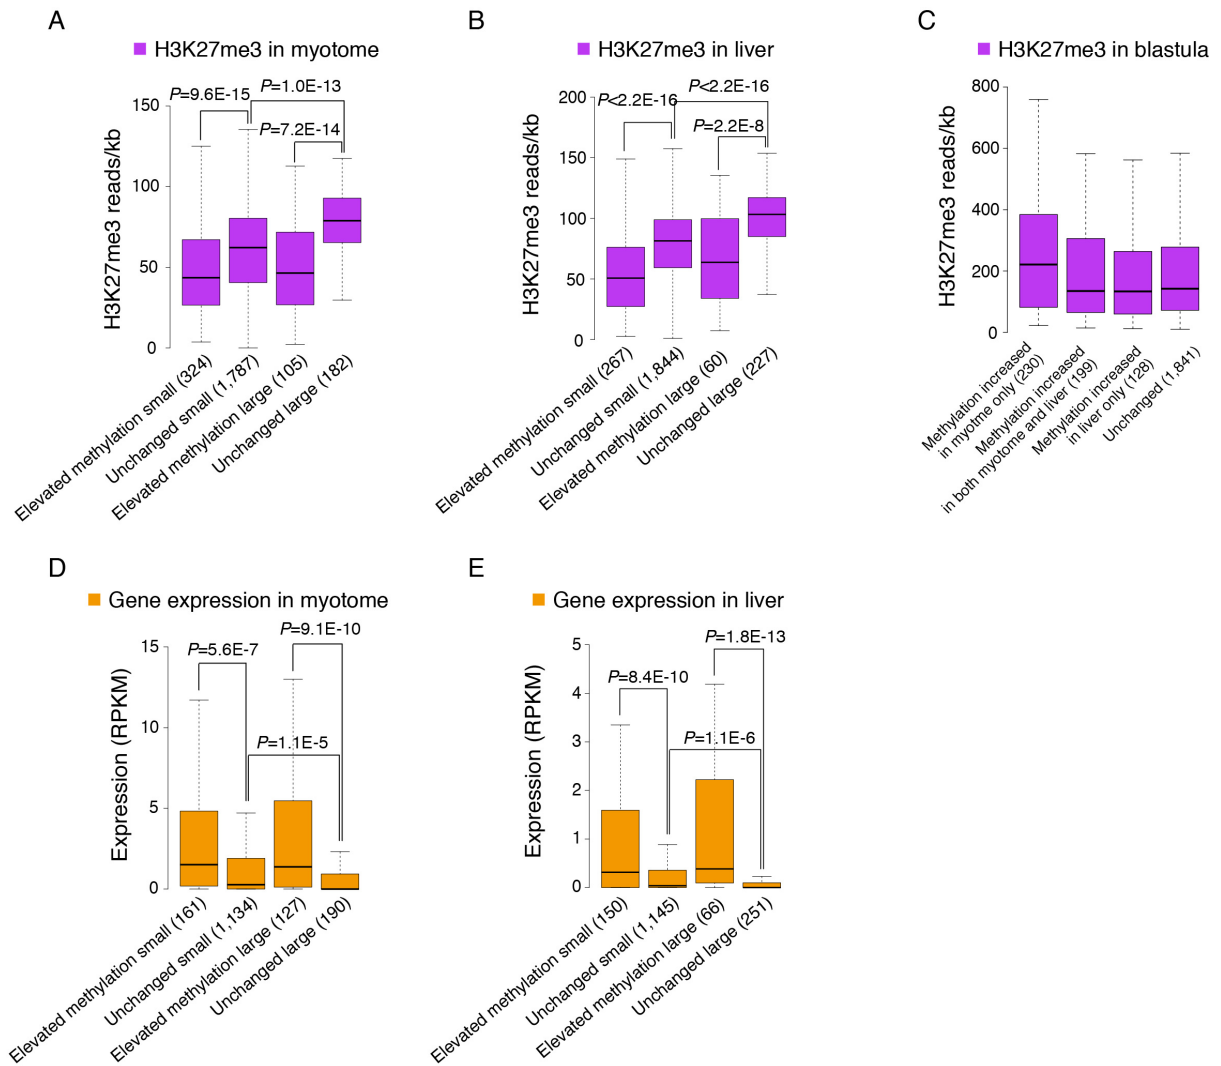 A
H3K27me3 in myotome
P=9.6E-15
P=1.0E-13
P=7.2E-14
H3K27me3 reads/kb
150
100
50
0
Elevated methylation small (324)
Unchanged small (1,787)
Elevated methylation large (105)
Unchanged large (182)
B
H3K27me3 in liver
P<2.2E-16
P<2.2E-16
P=2.2E-8
H3K27me3 reads/kb
200
150
100
50
0
Elevated methylation small (267)
Unchanged small (1,844)
Elevated methylation large (60)
Unchanged large (227)
C
H3K27me3 in blastula
H3K27me3 reads/kb
800
600
400
200
0
Methylation increased
in myotme only (230)
Methylation increased
in both myotome and liver (199)
Methylation increased
in liver only (128)
Unchanged (1,841)
D
Gene expression in myotome
P=5.6E-7
P=9.1E-10
P=1.1E-5
Expression (RPKM)
15
10
5
0
Elevated methylation small (161)
Unchanged small (1,134)
Elevated methylation large (127)
Unchanged large (190)
E
Gene expression in liver
P=8.4E-10
P=1.8E-13
P=1.1E-6
Expression (RPKM)
5
4
3
2
1
0
Elevated methylation small (150)
Unchanged small (1,145)
Elevated methylation large (66)
Unchanged large (251)